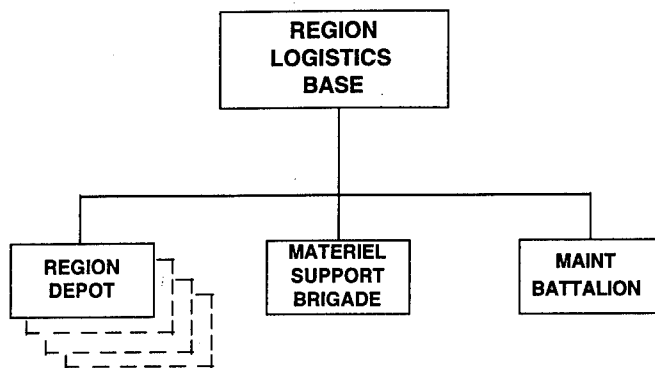 REGION
LOGISTICS
BASE
REGION
DEPOT
MATERIEL
SUPPORT
BRIGADE
MAINT
BATTALION